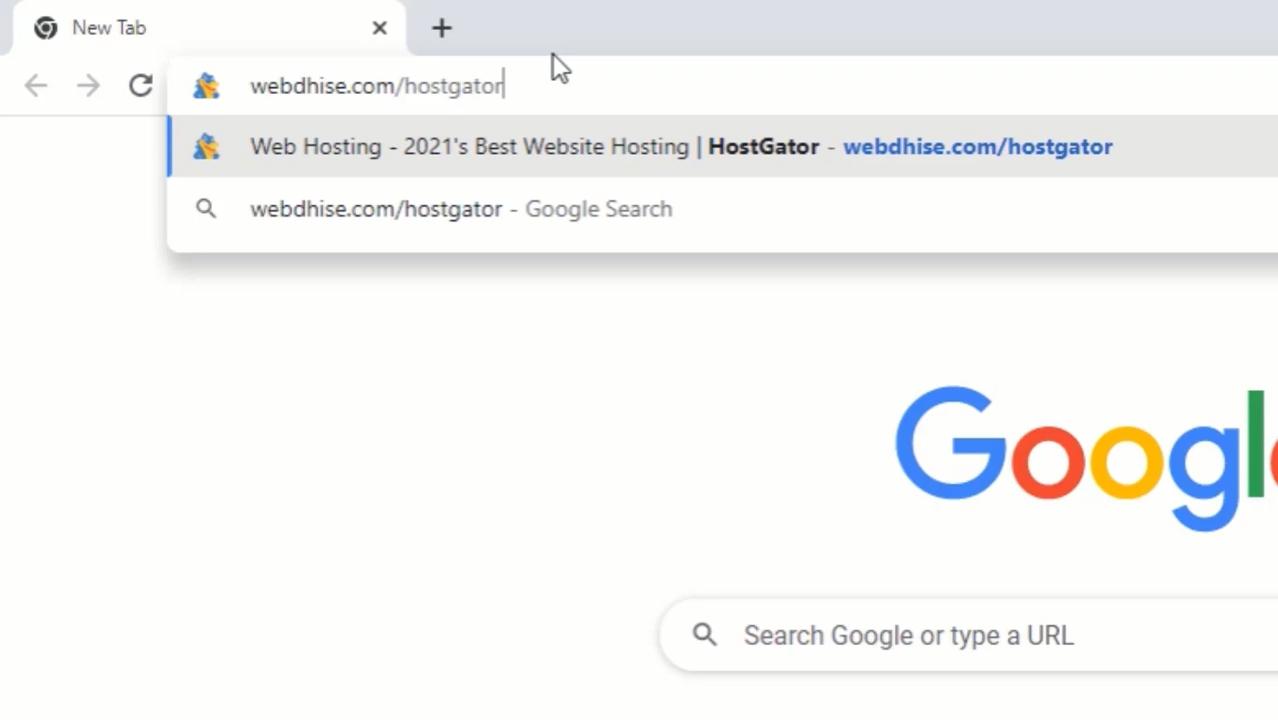 New Tab
webdhise.com/hostgator
Web Hosting - 2021's Best Website Hosting | HostGator - webdhise.com/hostgator
webdhise.com/hostgator - Google Search
Googl
Search Google or type a URL